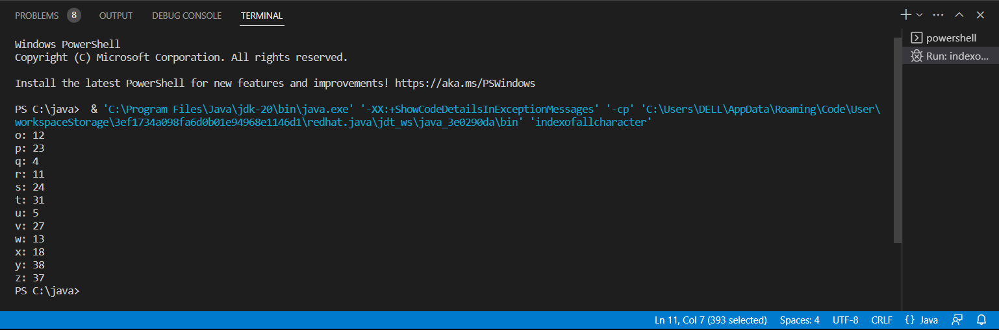 PROBLEMS 8 OUTPUT DEBUG CONSOLE TERMINAL
powershell
Run: indexo...
Windows PowerShell
Copyright (C) Microsoft Corporation. All rights reserved.
Install the latest PowerShell for new features and improvements! https://aka.ms/PSWindows
PS C:\java>  & 'C:\Program Files\Java\jdk-20\bin\java.exe' '-XX:+ShowCodeDetailsInExceptionMessages' '-cp' 'C:\Users\DELL\AppData\Roaming\Code\User\
workspaceStorage\3ef1734a098fa6d0b01e94968e1146d1\redhat.java\jdt_ws\java_3e0290da\bin' 'indexofallcharacter'
o: 12
p: 23
q: 4
r: 11
s: 24
t: 31
u: 5
v: 27
w: 13
x: 18
y: 38
z: 37
PS C:\java>
Ln 11, Col 7 (393 selected) Spaces: 4 UTF-8 CRLF {} Java